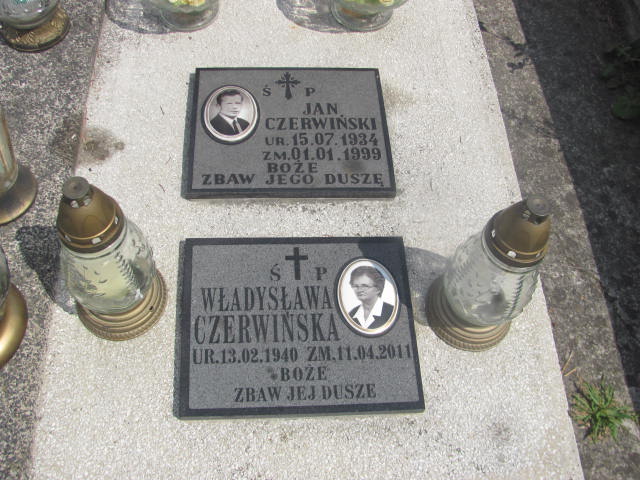 Ś P
JAN
CZERWIŃSKI
UR. 15.07.1934
ZM. 01.01.1999
BOŻE
ZBAW JEGO DUSZĘ
Ś P
WŁADYSŁAWA
CZERWIŃSKA
UR. 13.02.1940 ZM. 11.04.2011
BOŻE
ZBAW JEJ DUSZE